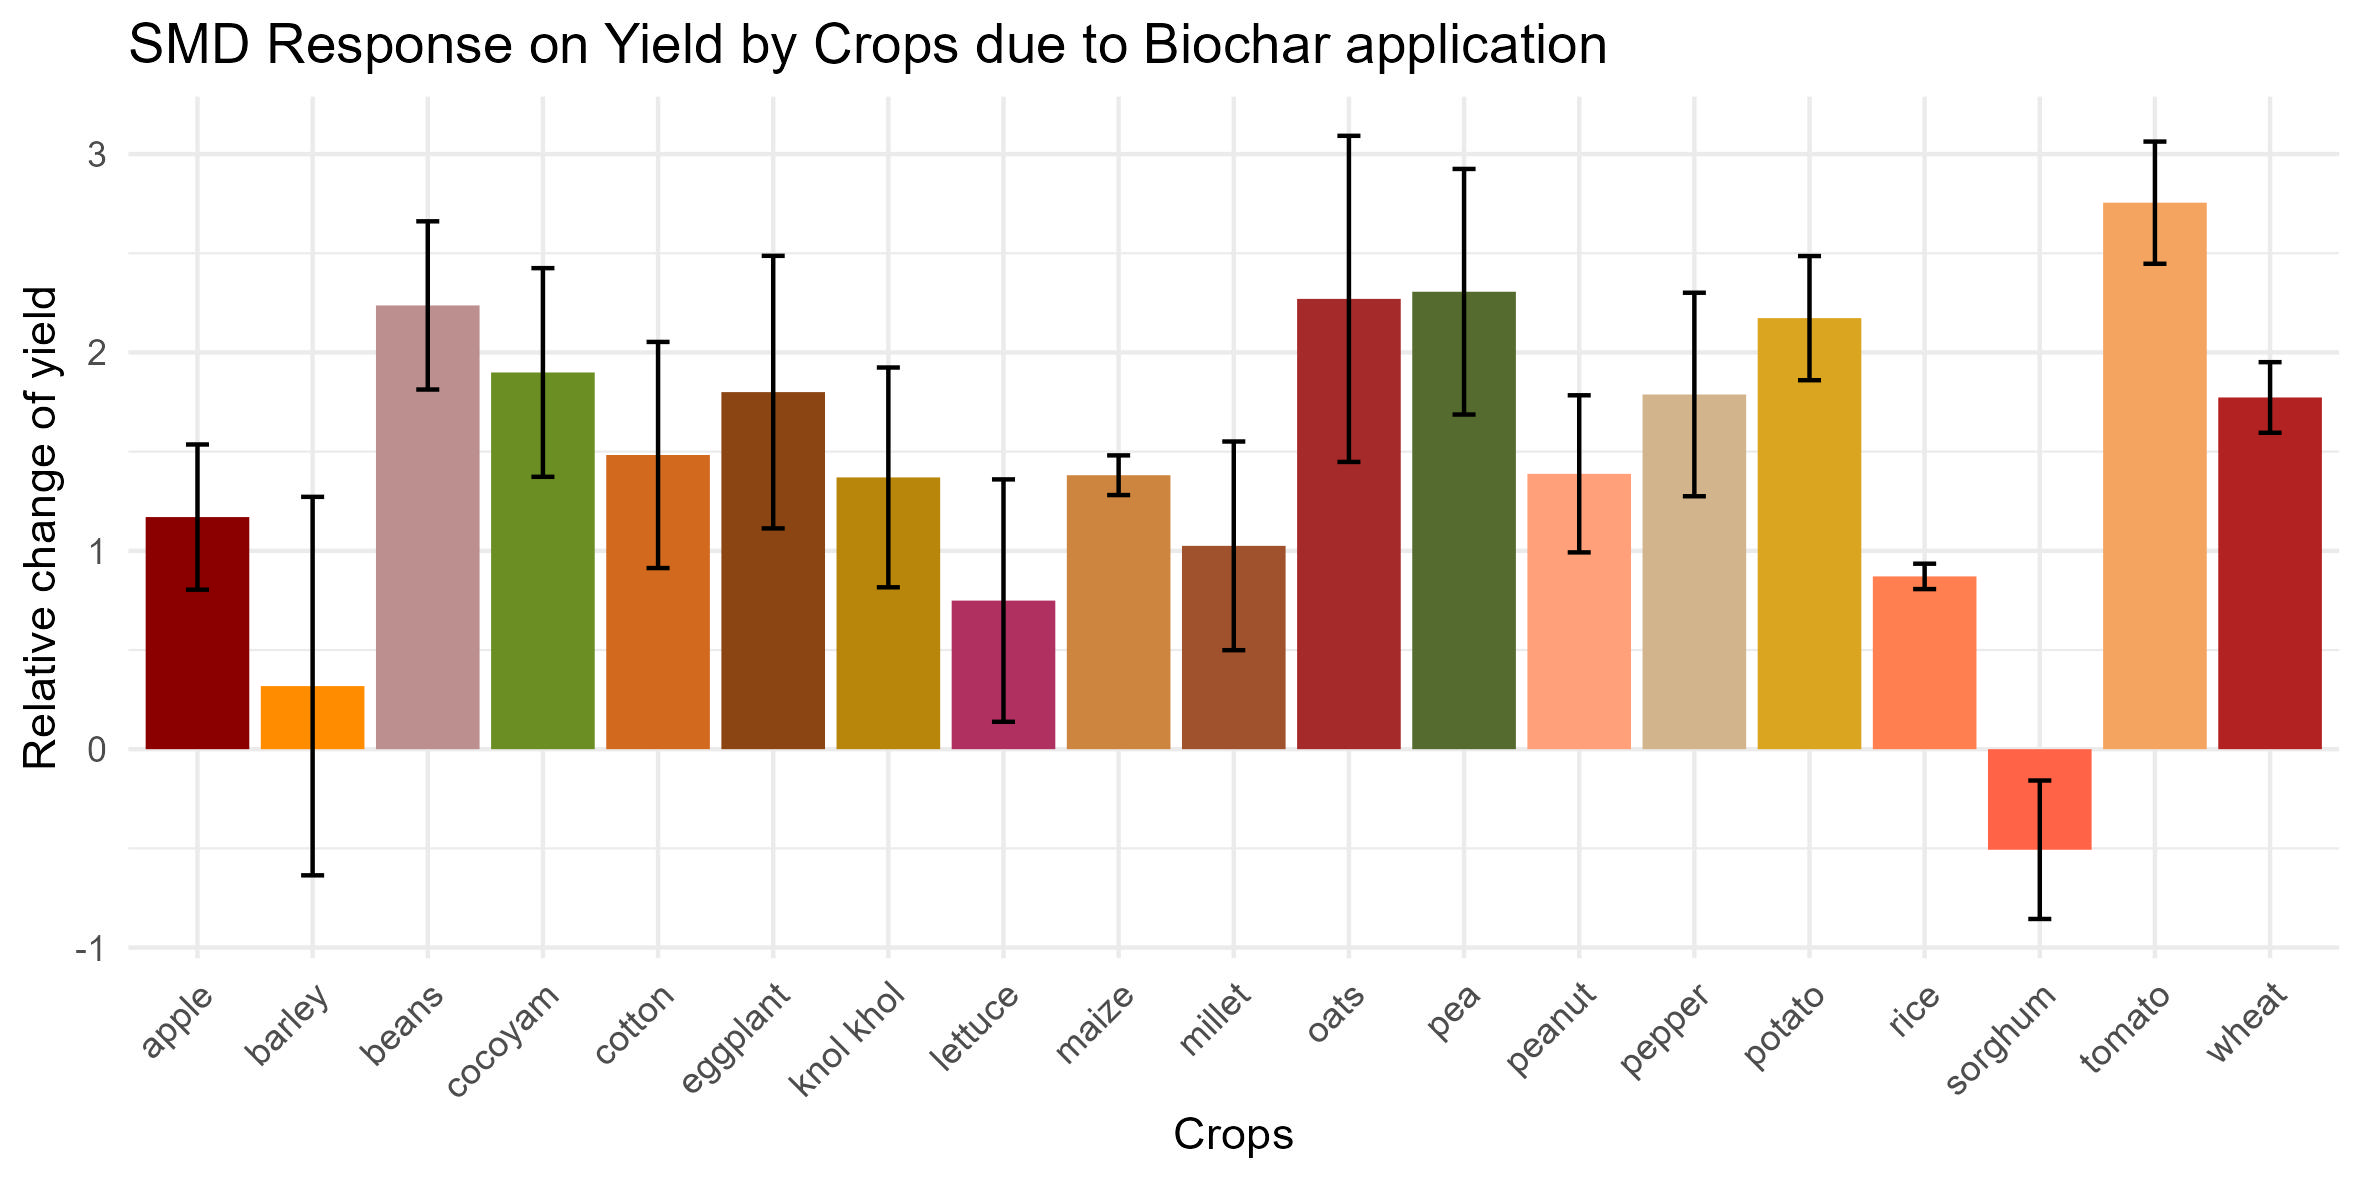 SMD Response on Yield by Crops due to Biochar application
Relative change of yield
3
2
1
0
-1
apple
barley
beans
cocoyam
cotton
eggplant
knol khol
lettuce
maize
millet
oats
pea
peanut
pepper
potato
rice
sorghum
tomato
wheat
Crops